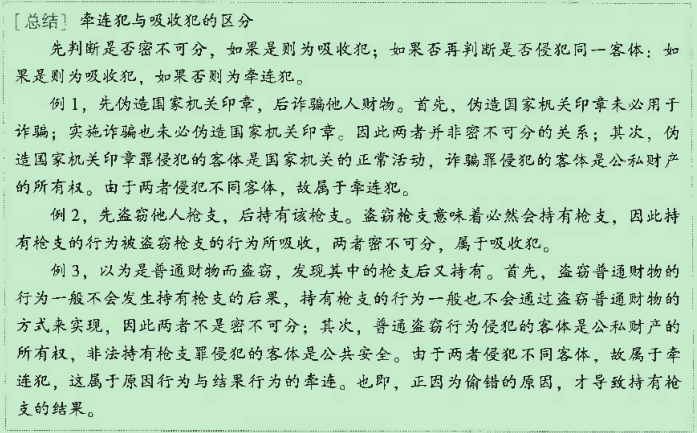 ［总结］ 牵连犯与吸收犯的区分
先判断是否密不可分，如果是则为吸收犯；如果否再判断是否侵犯同一客体：如
果是则为吸收犯，如果否则为牵连犯。
例 1，先伪造国家机关印章，后诈骗他人财物。首先，伪造国家机关印章未必用于
诈骗；实施诈骗也未必伪造国家机关印章。因此两者并非密不可分的关系；其次，伪
造国家机关印章罪侵犯的客体是国家机关的正常活动，诈骗罪侵犯的客体是公私财产
的所有权。由于两者侵犯不同客体，故属于牵连犯。
例 2，先盗窃他人枪支，后持有该枪支。盗窃枪支意味着必然会持有枪支，因此持
有枪支的行为被盗窃枪支的行为所吸收，两者密不可分，属于吸收犯。
例 3，以为是普通财物而盗窃，发现其中的枪支后又持有。首先，盗窃普通财物的
行为一般不会发生持有枪支的后果，持有枪支的行为一般也不会通过盗窃普通财物的
方式来实现，因此两者不是密不可分；其次，普通盗窃行为侵犯的客体是公私财产的
所有权，非法持有枪支罪侵犯的客体是公共安全。由于两者侵犯不同客体，故属于牵
连犯，这属于原因行为与结果行为的牵连。也即，正因为偷错的原因，才导致持有枪
支的结果。